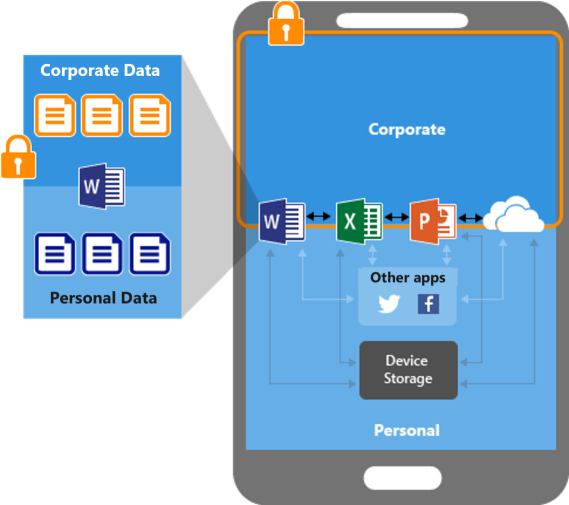 Corporate Data
W
Personal Data
Corporate
W
X
P
Other apps
f
Device
Storage
Personal